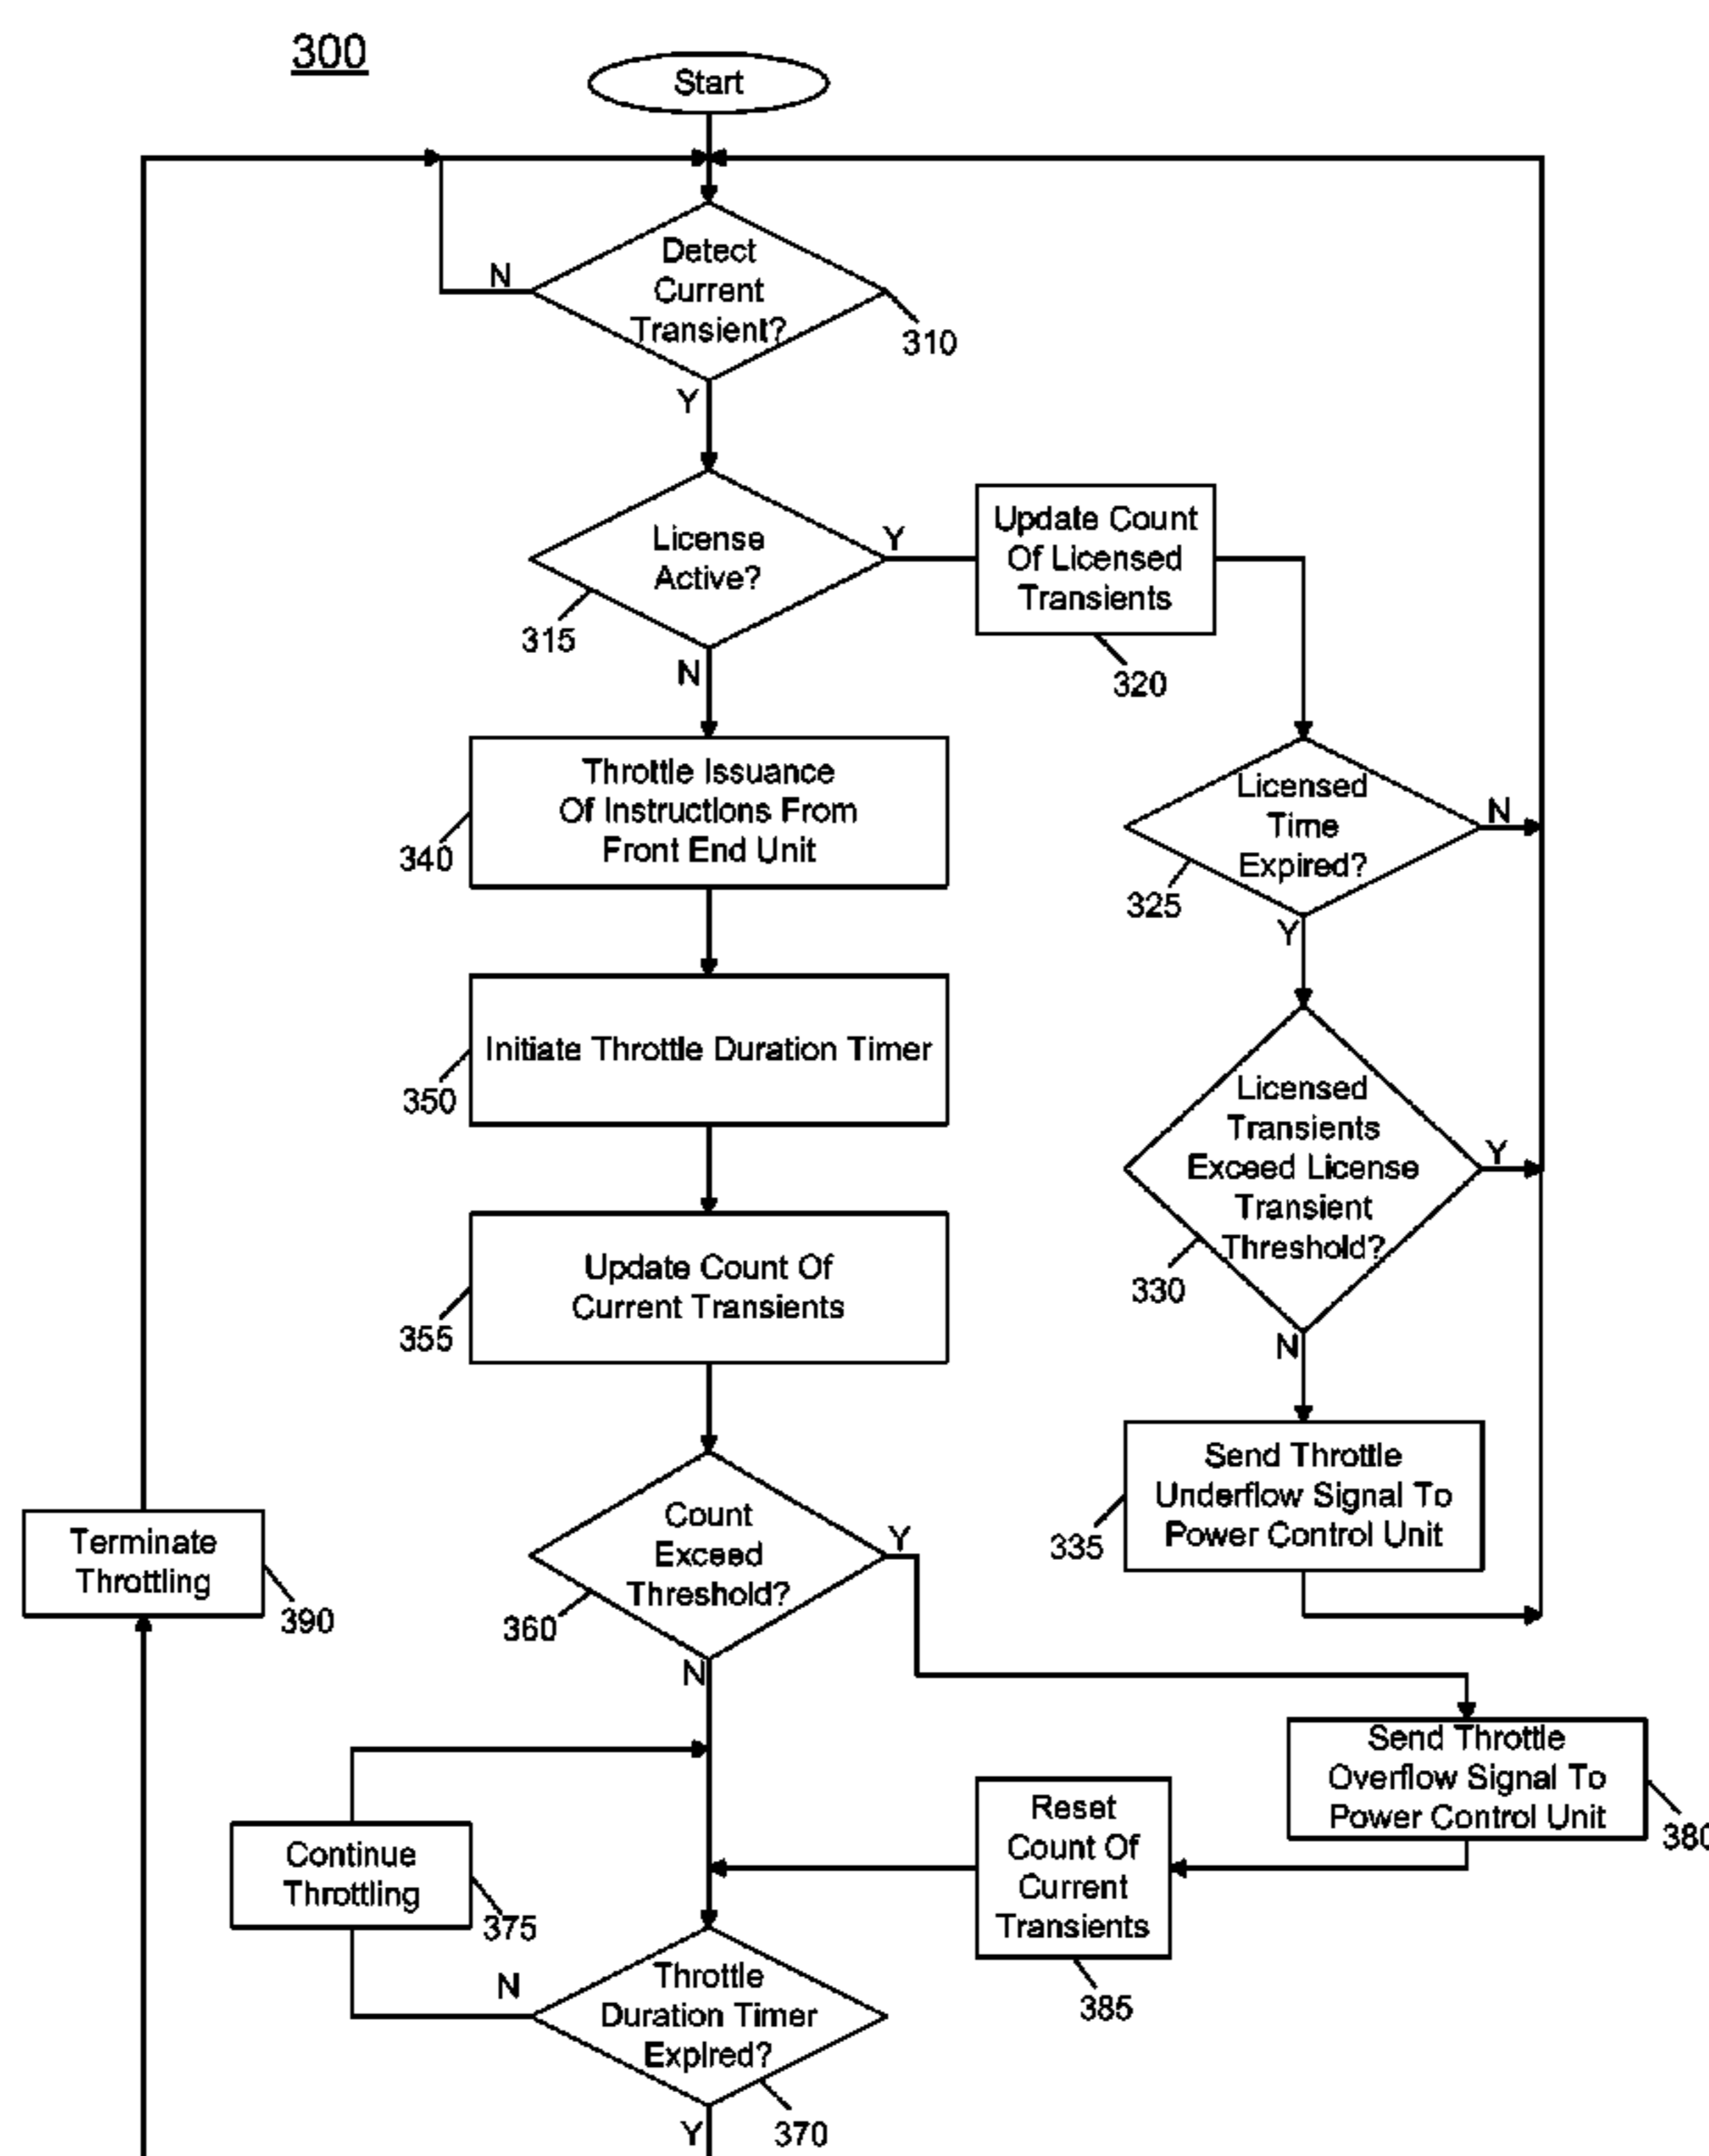 300
Start
Detect
Current
Transient?
N
310
Y
License
Active?
Y
315
N
Update Count
Of Licensed
Transients
320
Throttle Issuance
Of Instructions From
Front End Unit
340
Licensed
Time
Expired?
N
325
Y
Initiate Throttle Duration Timer
350
Licensed
Transients
Exceed License
Transient
Threshold?
Y
330
N
Update Count Of
Current Transients
355
Send Throttle
Underflow Signal To
Power Control Unit
335
Count
Exceed
Threshold?
Y
360
N
Terminate
Throttling
390
Send Throttle
Overflow Signal To
Power Control Unit
380
Reset
Count Of
Current
Transients
385
Continue
Throttling
375
N
Throttle
Duration Timer
Expired?
370
Y